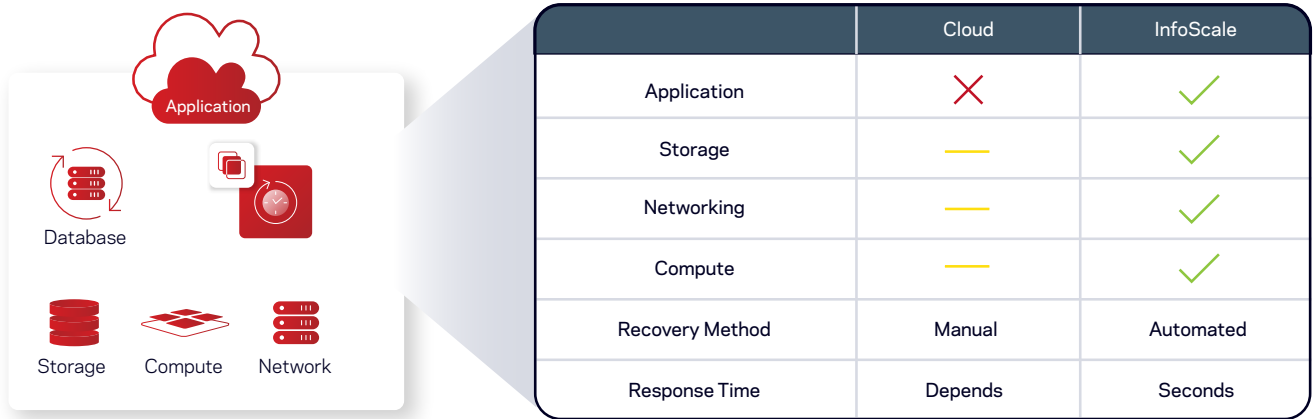 Application
Database
Storage
Compute
Network
Cloud
InfoScale
Application
Storage
Networking
Compute
Recovery Method
Manual
Automated
Response Time
Depends
Seconds